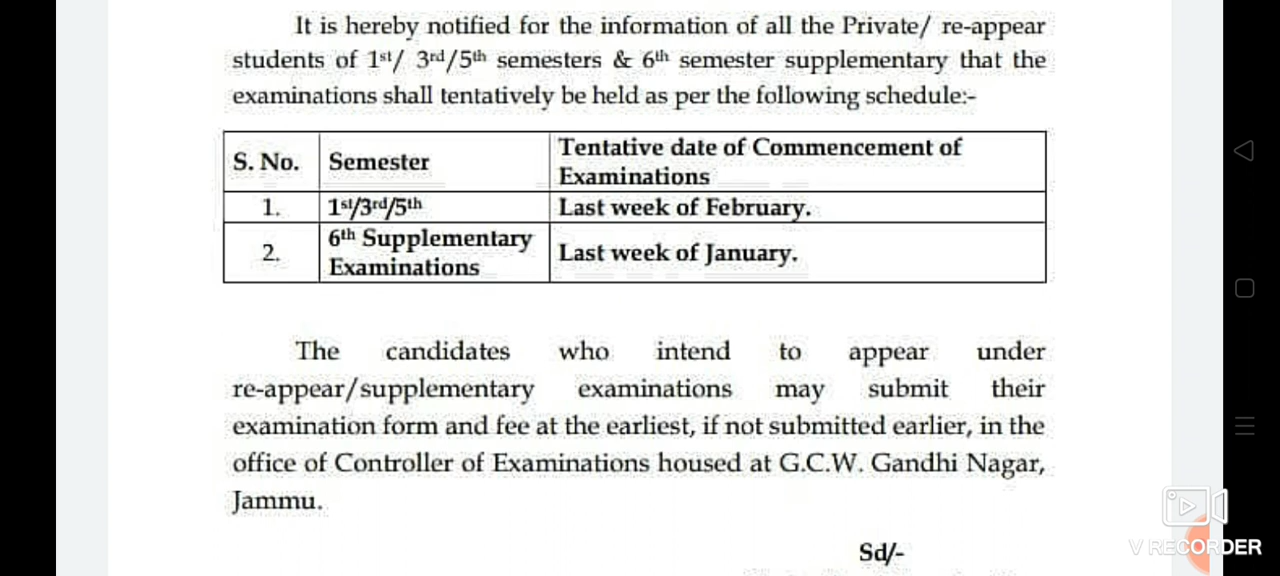 It is hereby notified for the information of all the Private/ re-appear
students of 1st/ 3rd/5th semesters & 6th semester supplementary that the
examinations shall tentatively be held as per the following schedule:-
S. No. Semester Tentative date of Commencement of
Examinations
1. 1st/3rd/5th Last week of February.
2. 6th Supplementary
Examinations Last week of January.
The candidates who intend to appear under
re-appear/supplementary examinations may submit their
examination form and fee at the earliest, if not submitted earlier, in the
office of Controller of Examinations housed at G.C.W. Gandhi Nagar,
Jammu.
Sd/-
V RECORDER